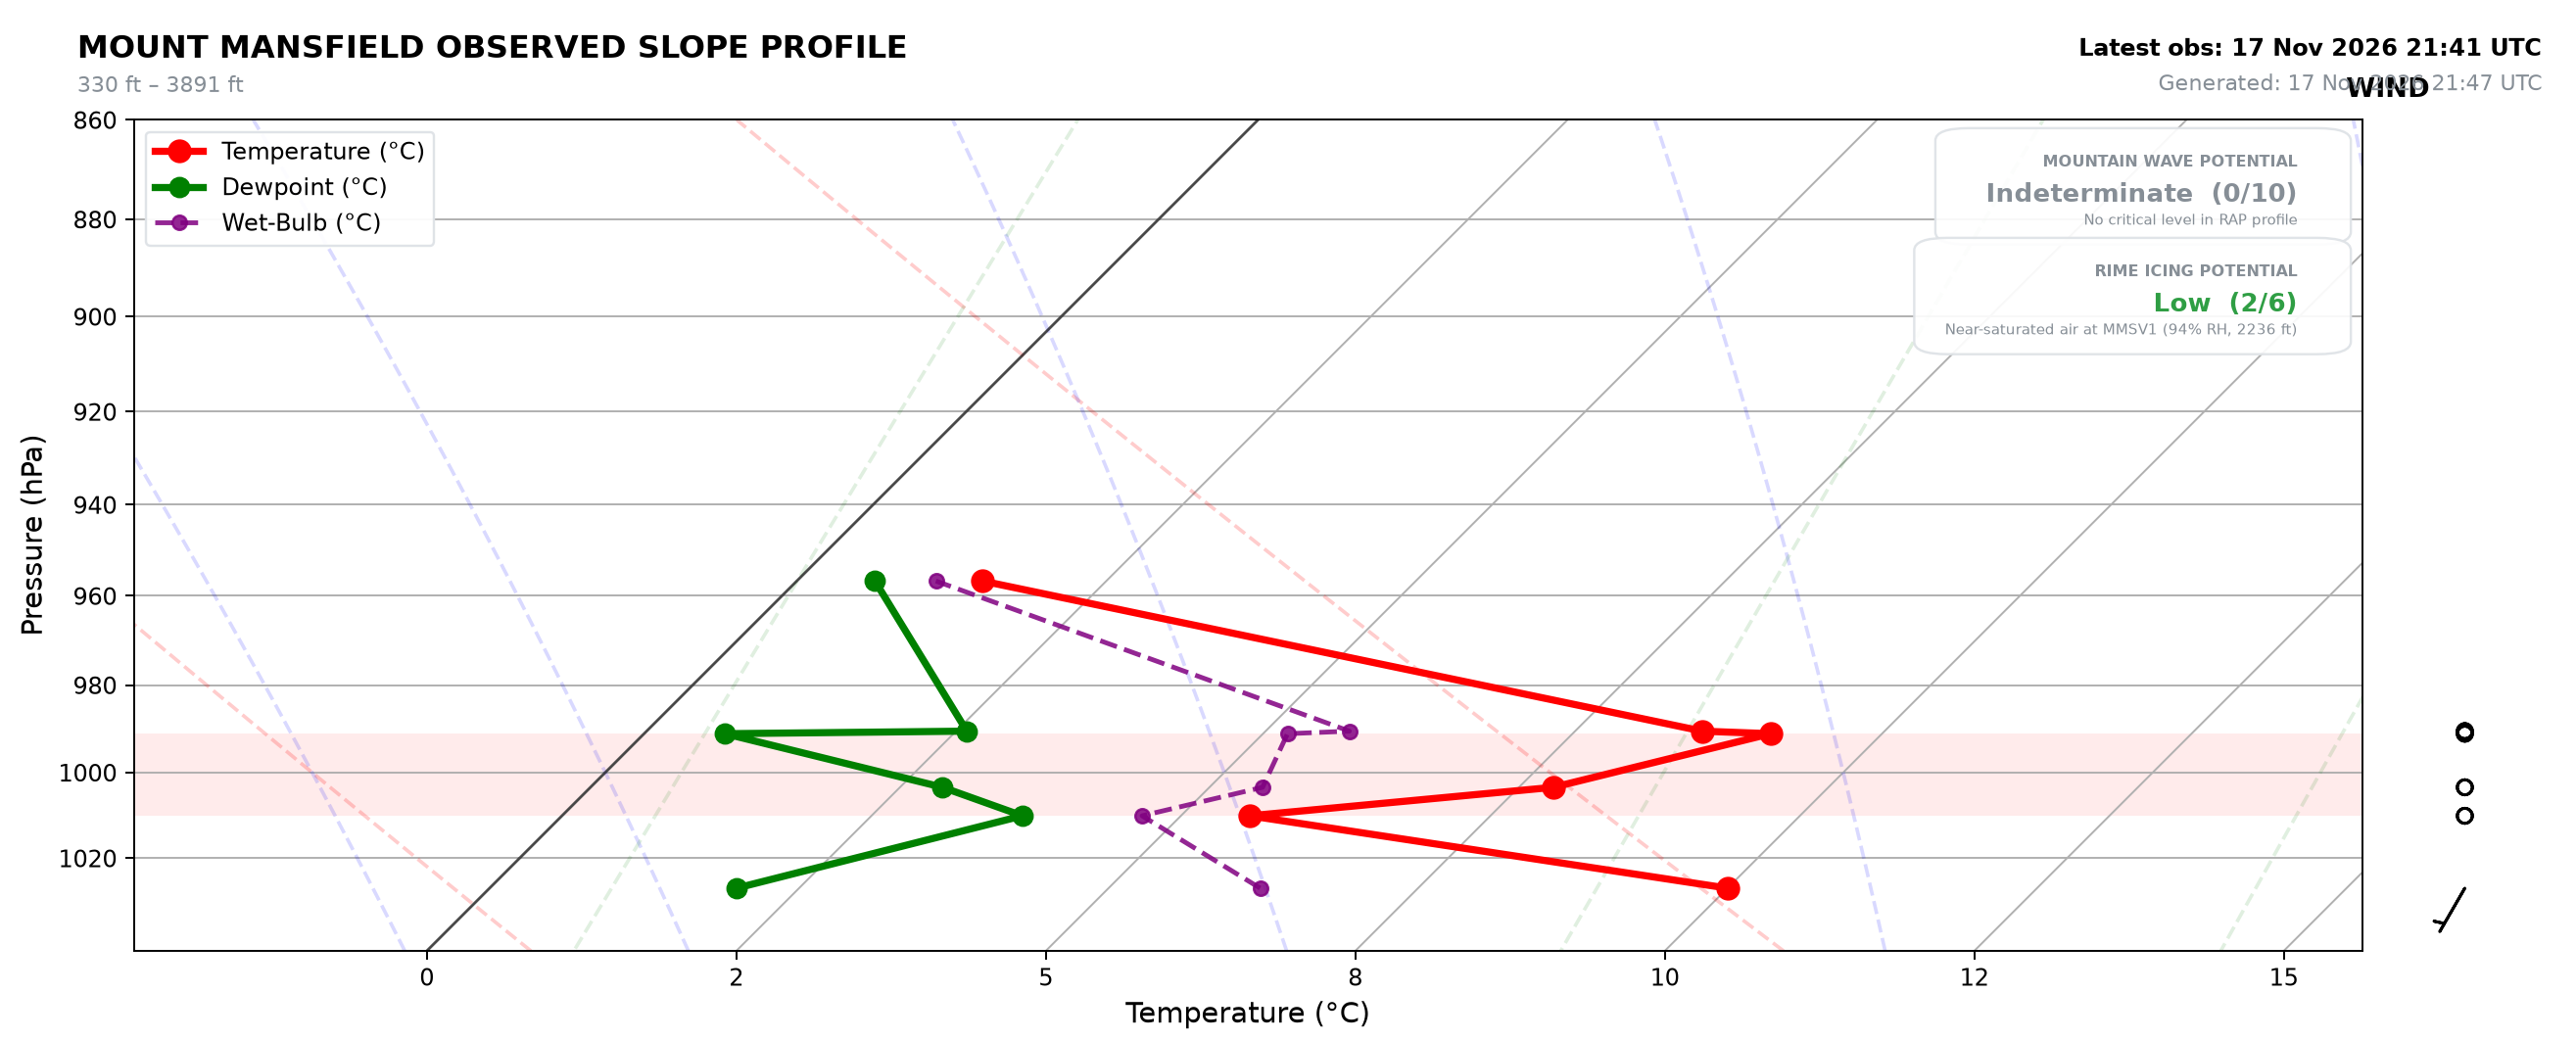 MOUNT MANSFIELD OBSERVED SLOPE PROFILE
330 ft – 3891 ft
Latest obs: 17 Nov 2026 21:41 UTC
Generated: 17 Nov 2026 21:47 UTC
WIND
Temperature (°C)
Dewpoint (°C)
Wet-Bulb (°C)
MOUNTAIN WAVE POTENTIAL
Indeterminate (0/10)
No critical level in RAP profile
RIME ICING POTENTIAL
Low (2/6)
Near-saturated air at MMSV1 (94% RH, 2236 ft)
Pressure (hPa)
860
880
900
920
940
960
980
1000
1020
0 2 5 8 10 12 15
Temperature (°C)